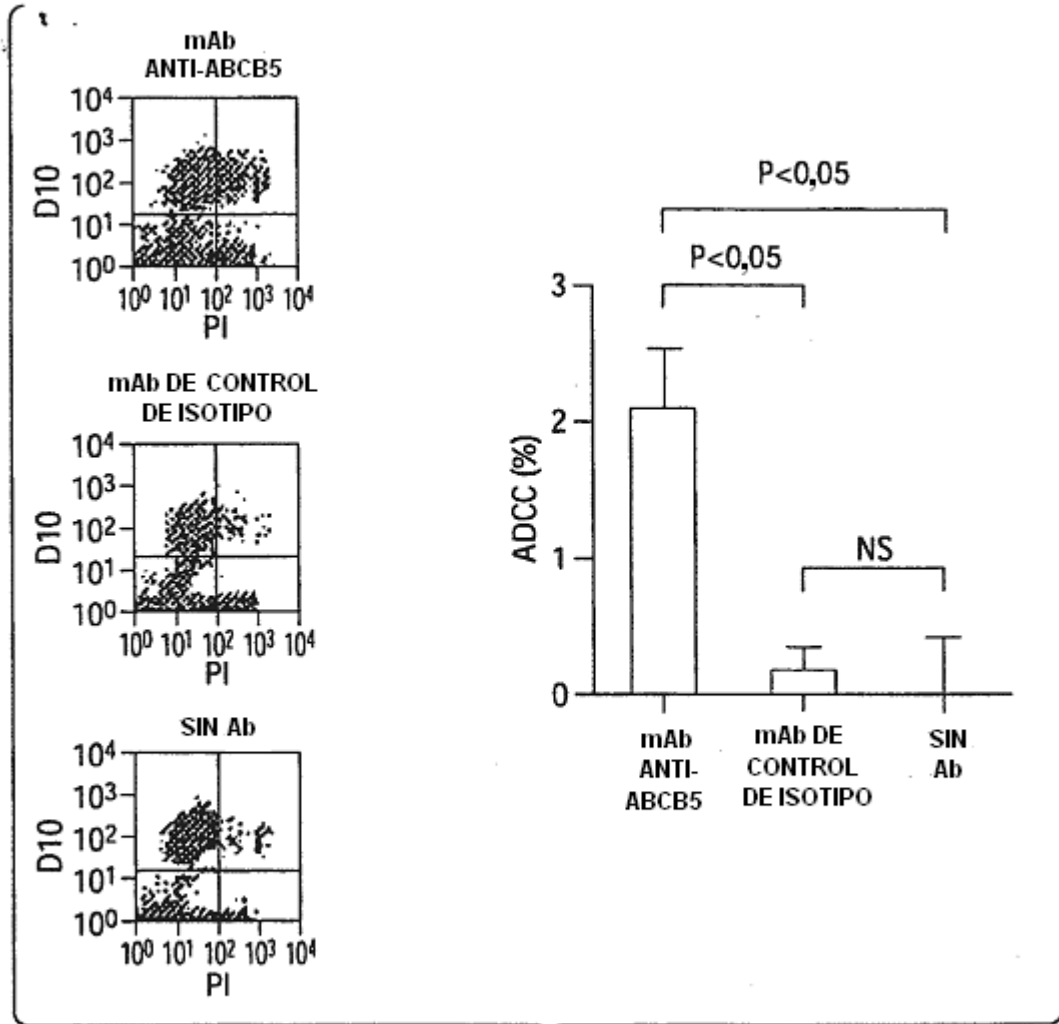 mAb
ANTI-ABCB5
10⁴
10³
10²
10¹
10⁰
D10
10⁰ 10¹ 10² 10³ 10⁴
PI
mAb DE CONTROL
DE ISOTIPO
10⁴
10³
10²
10¹
10⁰
D10
10⁰ 10¹ 10² 10³ 10⁴
PI
SIN Ab
10⁴
10³
10²
10¹
10⁰
D10
10⁰ 10¹ 10² 10³ 10⁴
PI
P<0,05
P<0,05
NS
3
2
1
0
ADCC (%)
mAb
ANTI-
ABCB5
mAb DE
CONTROL
DE ISOTIPO
SIN
Ab